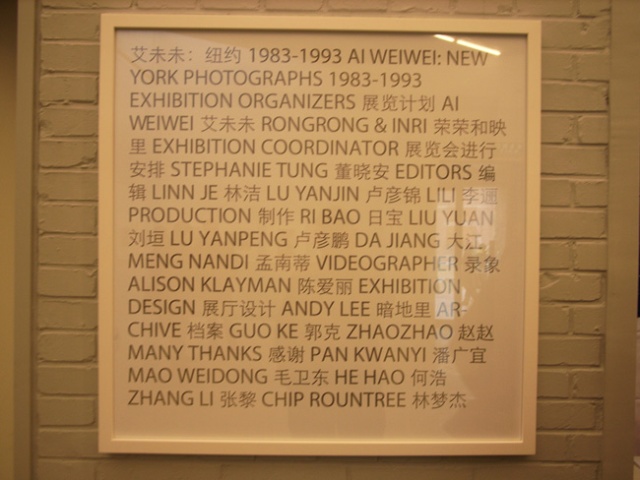 艾未未：纽约 1983-1993 AI WEIWEI: NEW
YORK PHOTOGRAPHS 1983-1993
EXHIBITION ORGANIZERS 展览计划 AI
WEIWEI 艾未未 RONGRONG & INRI 荣荣和映
里 EXHIBITION COORDINATOR 展览会进行
安排 STEPHANIE TUNG 董晓安 EDITORS 编
辑 LINN JE 林洁 LU YANJIN 卢彦锦 LILI 李
PRODUCTION 制作 RI BAO 日宝 LIU YUAN
刘垣 LU YANPENG 卢彦鹏 DA JIANG 大江
MENG NANDI 孟南蒂 VIDEOGRAPHER 录象
ALISON KLAYMAN 陈爱丽 EXHIBITION
DESIGN 展厅设计 ANDY LEE 暗地里 AR-
CHIVE 档案 GUO KE 郭克 ZHAOZHAO 赵赵
MANY THANKS 感谢 PAN KWANYI 潘广宜
MAO WEIDONG 毛卫东 HE HAO 何浩
ZHANG LI 张黎 CHIP ROUNTREE 林梦杰